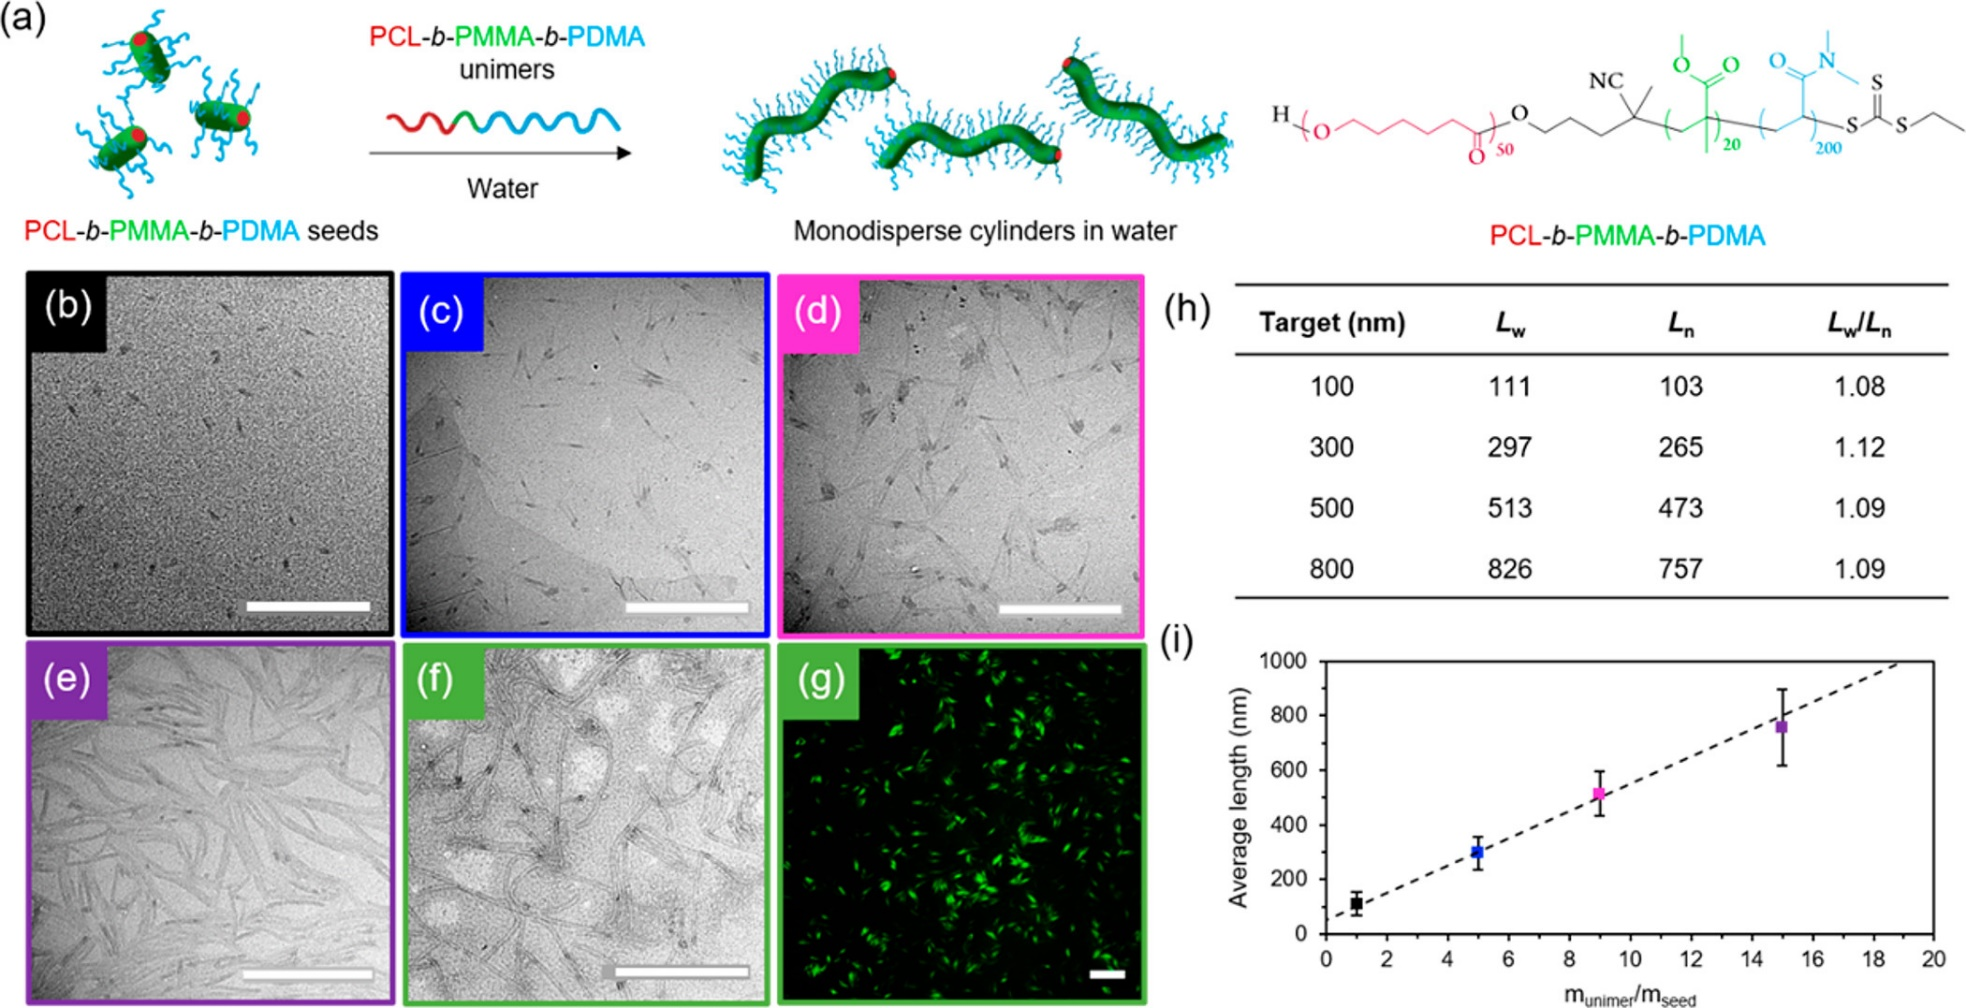 (a)
PCL-b-PMMA-b-PDMA
unimers
Water
PCL-b-PMMA-b-PDMA seeds
Monodisperse cylinders in water
H
O
O
50
O
NC
O
O
20
O
N
200
S
S
S
PCL-b-PMMA-b-PDMA
(b)
(c)
(d)
(e)
(f)
(g)
(h)
Target (nm) Lw Ln Lw/Ln
100 111 103 1.08
300 297 265 1.12
500 513 473 1.09
800 826 757 1.09
(i)
Average length (nm)
1000
800
600
400
200
0
0 2 4 6 8 10 12 14 16 18 20
munimer/mseed